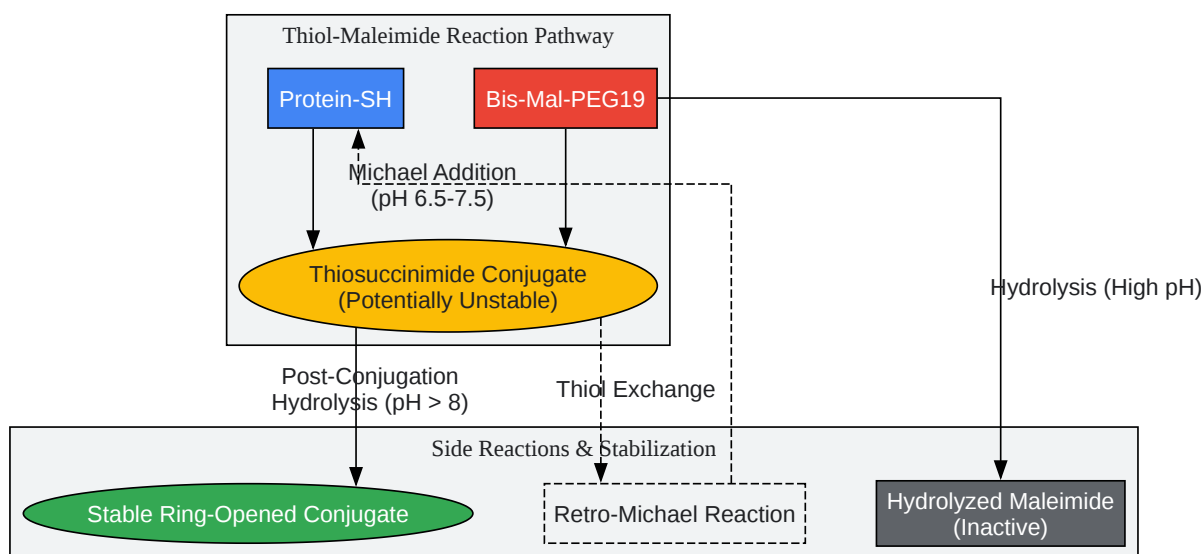 Thiol-Maleimide Reaction Pathway
Protein-SH
Bis-Mal-PEG19
Michael Addition
(pH 6.5-7.5)
Thiosuccinimide Conjugate
(Potentially Unstable)
Hydrolysis (High pH)
Post-Conjugation
Hydrolysis (pH > 8)
Thiol Exchange
Side Reactions & Stabilization
Stable Ring-Opened Conjugate
Retro-Michael Reaction
Hydrolyzed Maleimide
(Inactive)